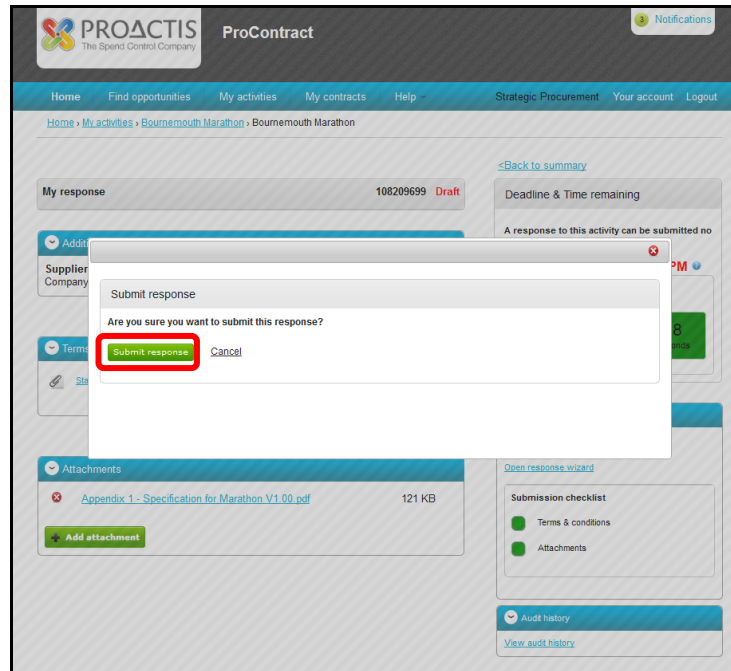 PROACTIS
The Spend Control Company
ProContract
3 Notifications
Home Find opportunities My activities My contracts Help Strategic Procurement Your account Logout
Home › My activities › Bournemouth Marathon › Bournemouth Marathon
<Back to summary
My response 108209699 Draft
Deadline & Time remaining
A response to this activity can be submitted no
Additi
PM
Supplier
Company
Submit response
Are you sure you want to submit this response?
Submit response Cancel
8
onds
Terms
Sta
Attachments
Appendix 1 - Specification for Marathon V1.00.pdf 121 KB
Add attachment
Open response wizard
Submission checklist
Terms & conditions
Attachments
Audit history
View audit history